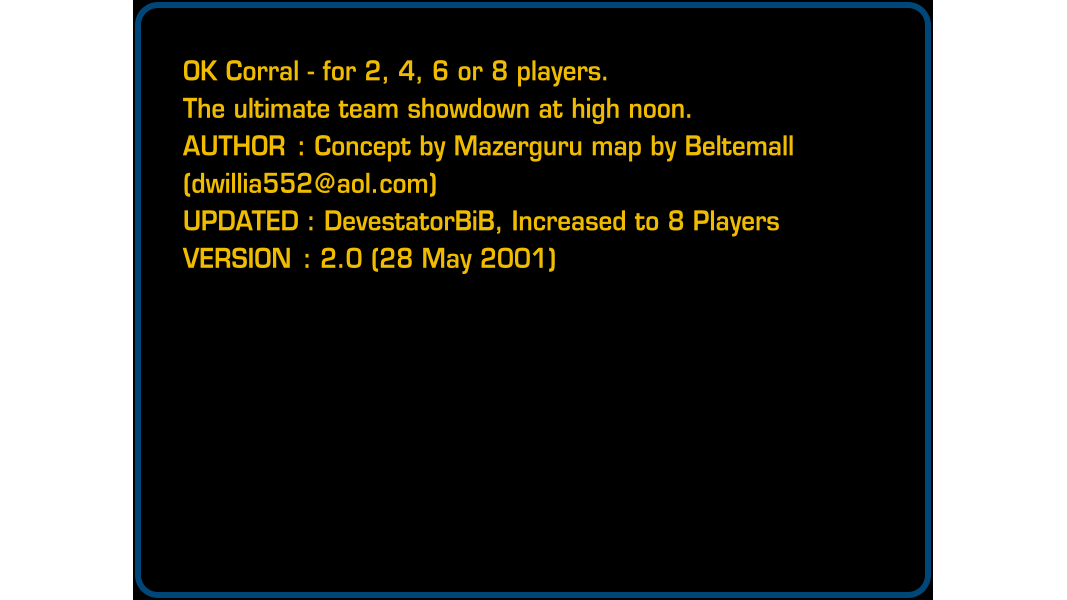 OK Corral - for 2, 4, 6 or 8 players.
The ultimate team showdown at high noon.
AUTHOR : Concept by Mazerguru map by Beltemall
(dwillia552@aol.com)
UPDATED : DevestatorBiB, Increased to 8 Players
VERSION : 2.0 (28 May 2001)